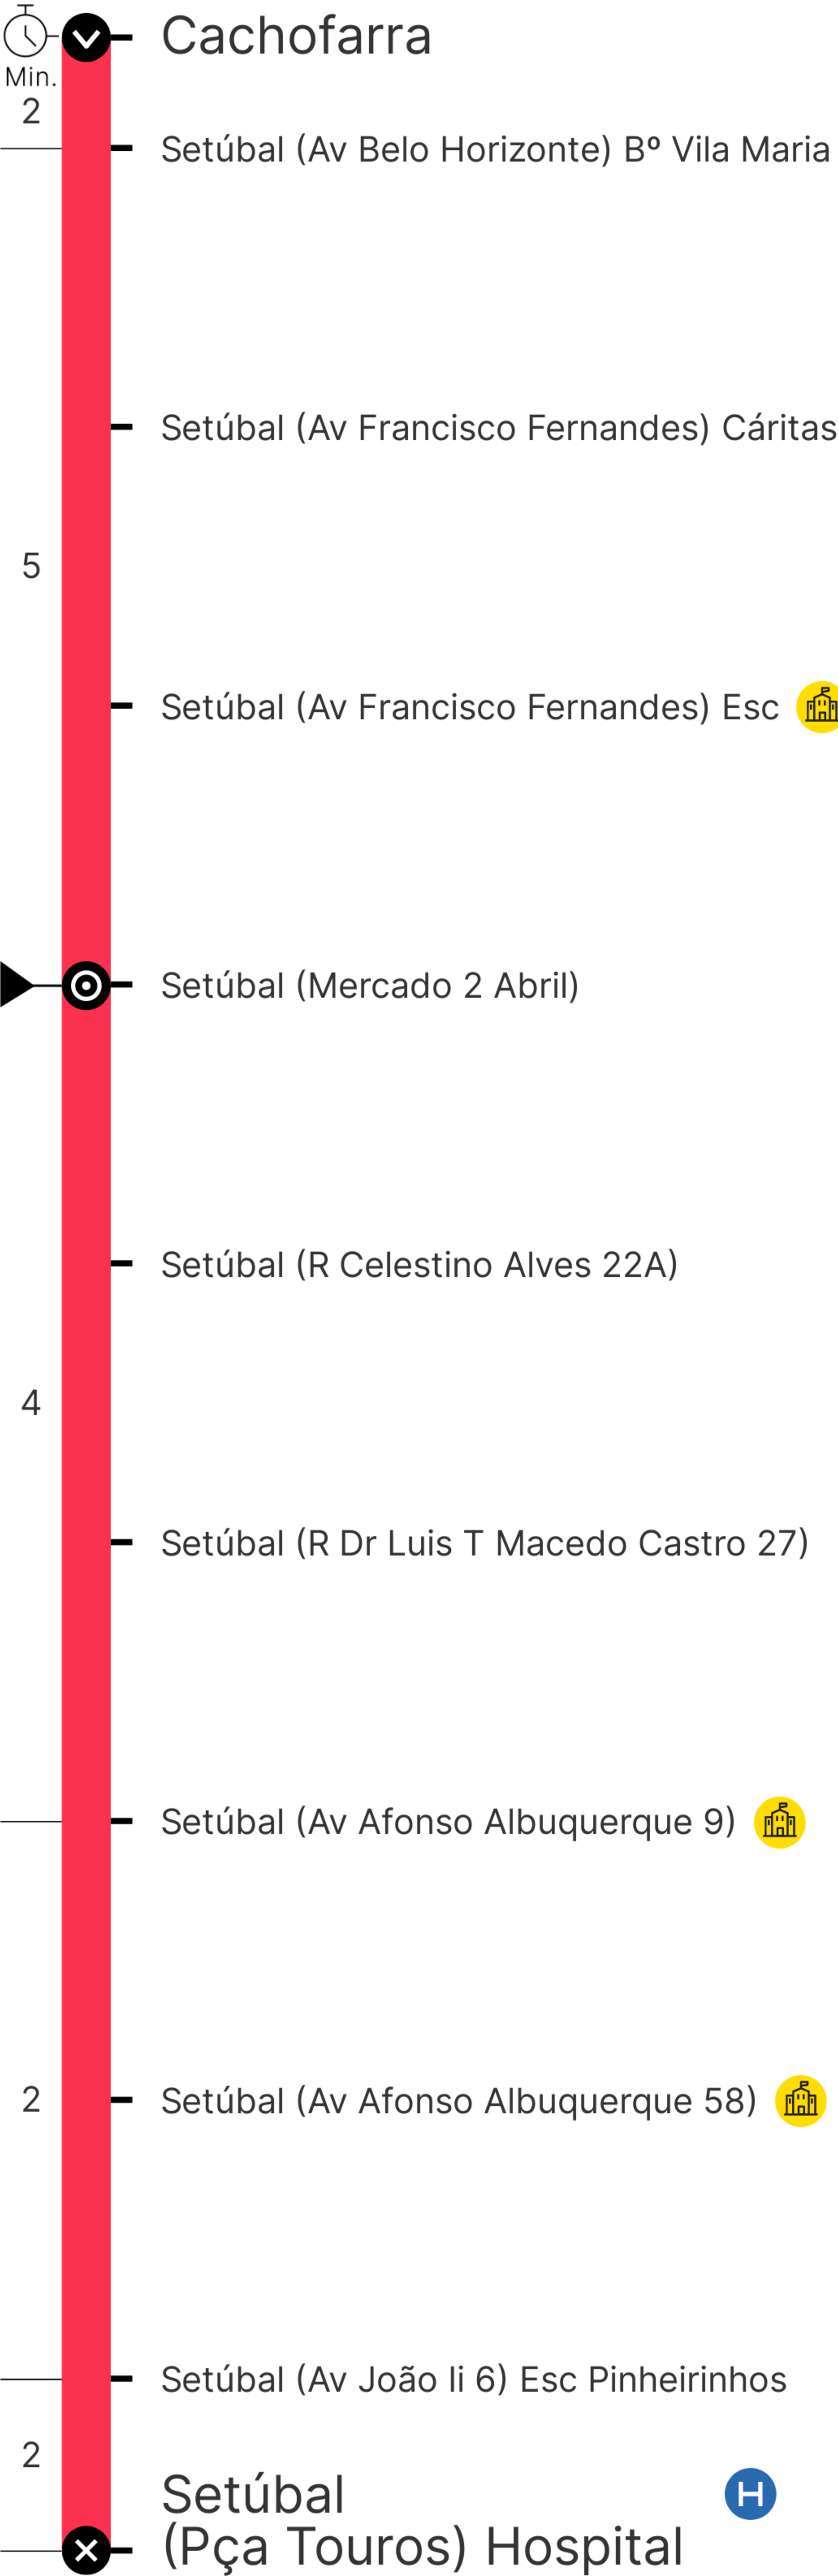 Cachofarra
Min.
2
Setúbal (Av Belo Horizonte) Bº Vila Maria
Setúbal (Av Francisco Fernandes) Cáritas
5
Setúbal (Av Francisco Fernandes) Esc
Setúbal (Mercado 2 Abril)
Setúbal (R Celestino Alves 22A)
4
Setúbal (R Dr Luis T Macedo Castro 27)
Setúbal (Av Afonso Albuquerque 9)
2
Setúbal (Av Afonso Albuquerque 58)
Setúbal (Av João Ii 6) Esc Pinheirinhos
2
Setúbal
H
(Pça Touros) Hospital